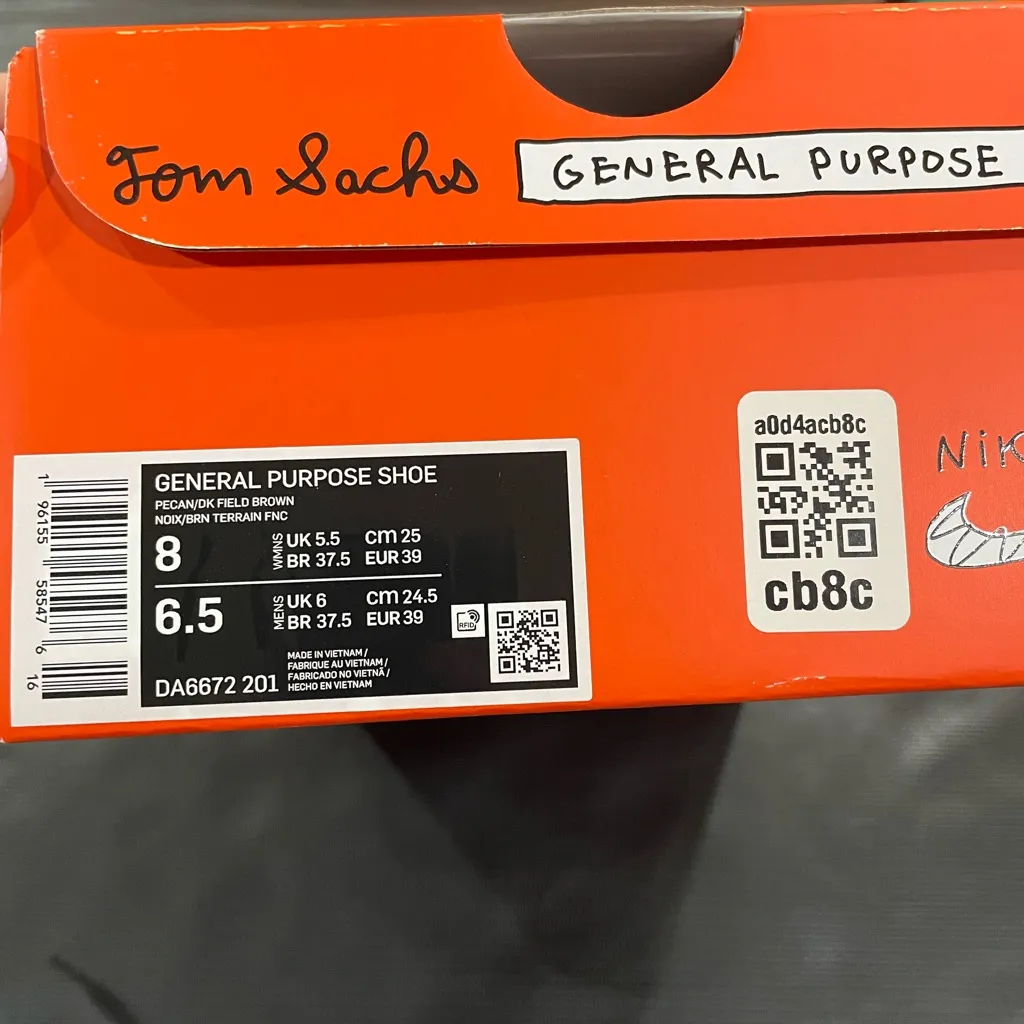 Tom Sachs
GENERAL PURPOSE
GENERAL PURPOSE SHOE
PECAN/DK FIELD BROWN
NOIX/BRN TERRAIN FNC
8
WMNS
UK 5.5 CM 25
BR 37.5 EUR 39
6.5
MENS
UK 6 CM 24.5
BR 37.5 EUR 39
RFID
MADE IN VIETNAM /
FABRIQUE AU VIETNAM /
FABRICADO NO VIETNÃ /
HECHO EN VIETNAM
DA6672 201
1 96155 58547 6
16
a0d4acb8c
cb8c
NIK